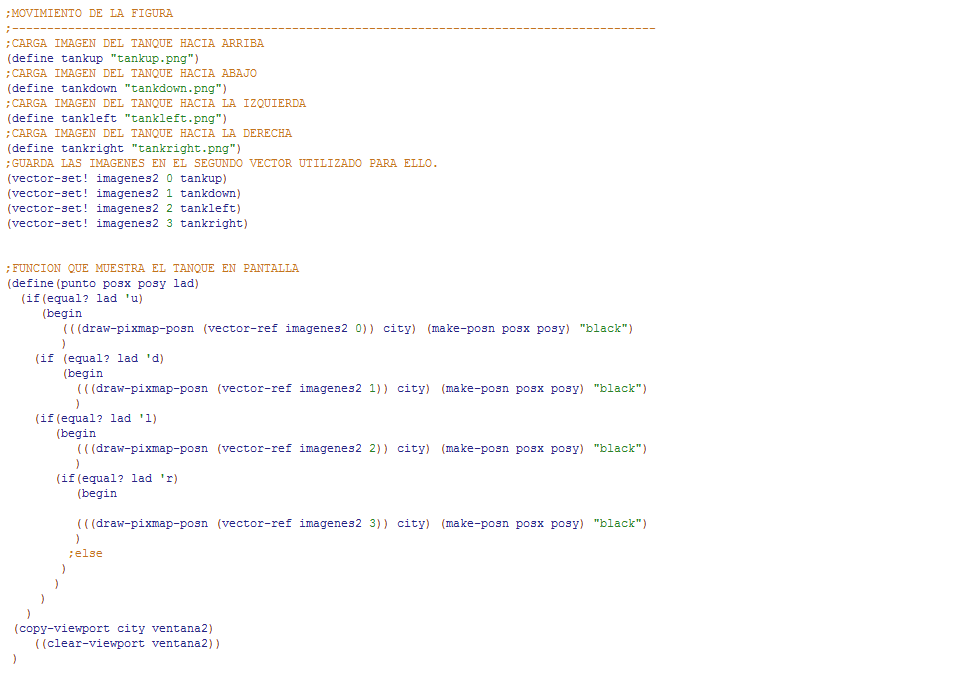 ;MOVIMIENTO DE LA FIGURA
;--------------------------------------------------------------------------------------------
;CARGA IMAGEN DEL TANQUE HACIA ARRIBA
(define tankup "tankup.png")
;CARGA IMAGEN DEL TANQUE HACIA ABAJO
(define tankdown "tankdown.png")
;CARGA IMAGEN DEL TANQUE HACIA LA IZQUIERDA
(define tankleft "tankleft.png")
;CARGA IMAGEN DEL TANQUE HACIA LA DERECHA
(define tankright "tankright.png")
;GUARDA LAS IMAGENES EN EL SEGUNDO VECTOR UTILIZADO PARA ELLO.
(vector-set! imagenes2 0 tankup)
(vector-set! imagenes2 1 tankdown)
(vector-set! imagenes2 2 tankleft)
(vector-set! imagenes2 3 tankright)
;FUNCION QUE MUESTRA EL TANQUE EN PANTALLA
(define(punto posx posy lad)
  (if(equal? lad 'u)
     (begin
        (((draw-pixmap-posn (vector-ref imagenes2 0)) city) (make-posn posx posy) "black")
        )
    (if (equal? lad 'd)
        (begin
          (((draw-pixmap-posn (vector-ref imagenes2 1)) city) (make-posn posx posy) "black")
          )
    (if(equal? lad 'l)
       (begin
          (((draw-pixmap-posn (vector-ref imagenes2 2)) city) (make-posn posx posy) "black")
          )
       (if(equal? lad 'r)
          (begin
          (((draw-pixmap-posn (vector-ref imagenes2 3)) city) (make-posn posx posy) "black")
          )
         ;else
        )
       )
     )
   )
 (copy-viewport city ventana2)
    ((clear-viewport ventana2))
 )